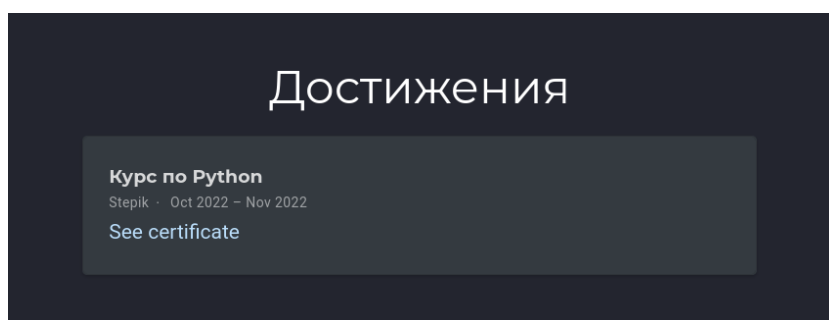 Достижения
Курс по Python
Stepik · Oct 2022 – Nov 2022
See certificate